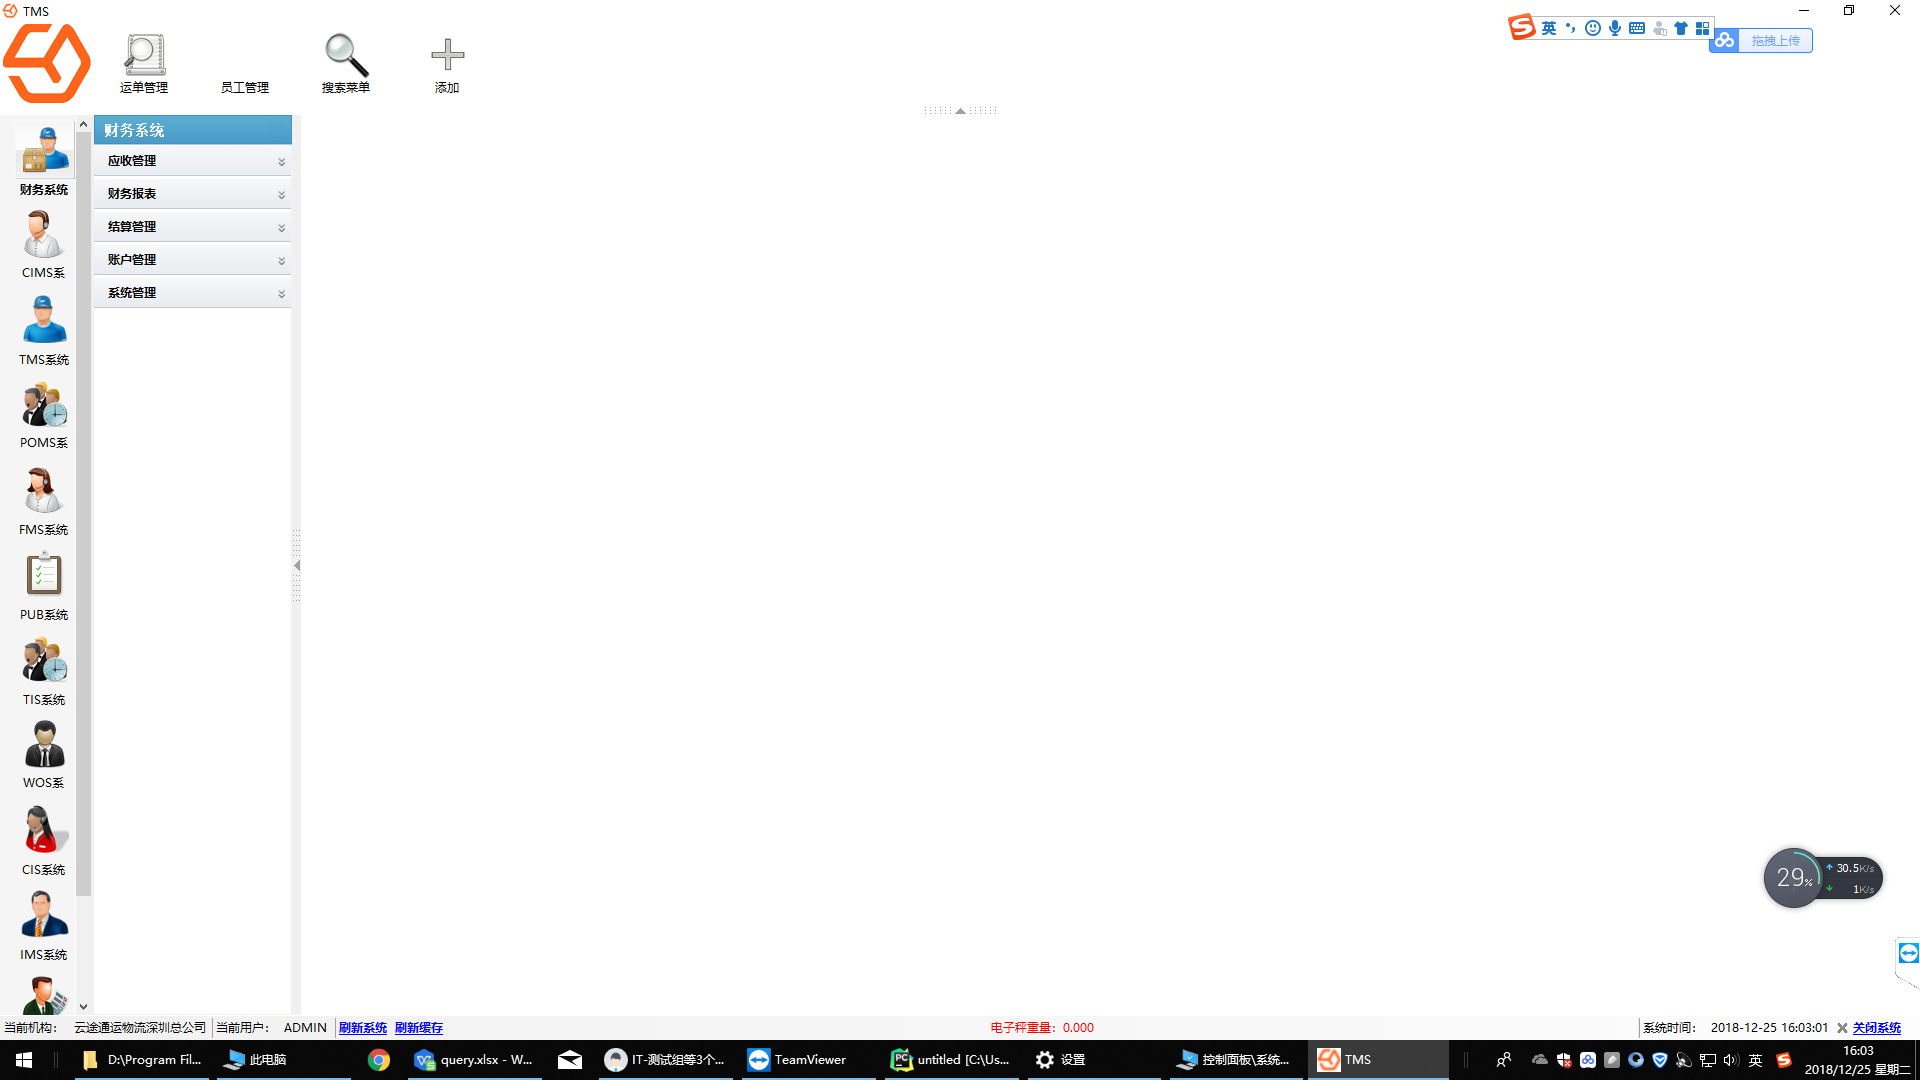 TMS
运单管理
员工管理
搜索菜单
添加
英
拖拽上传
财务系统
应收管理
财务报表
结算管理
账户管理
系统管理
财务系统
CIMS系
TMS系统
POMS系
FMS系统
PUB系统
TIS系统
WOS系
CIS系统
IMS系统
29%
30.5K/s
1K/s
当前机构： 云途通运物流深圳总公司 当前用户： ADMIN 刷新系统 刷新缓存
电子秤重量：0.000
系统时间： 2018-12-25 16:03:01 关闭系统
D:\Program Fil...
此电脑
query.xlsx - W...
IT-测试组等3个...
TeamViewer
untitled [C:\Us...
设置
控制面板\系统...
TMS
英
16:03
2018/12/25 星期二